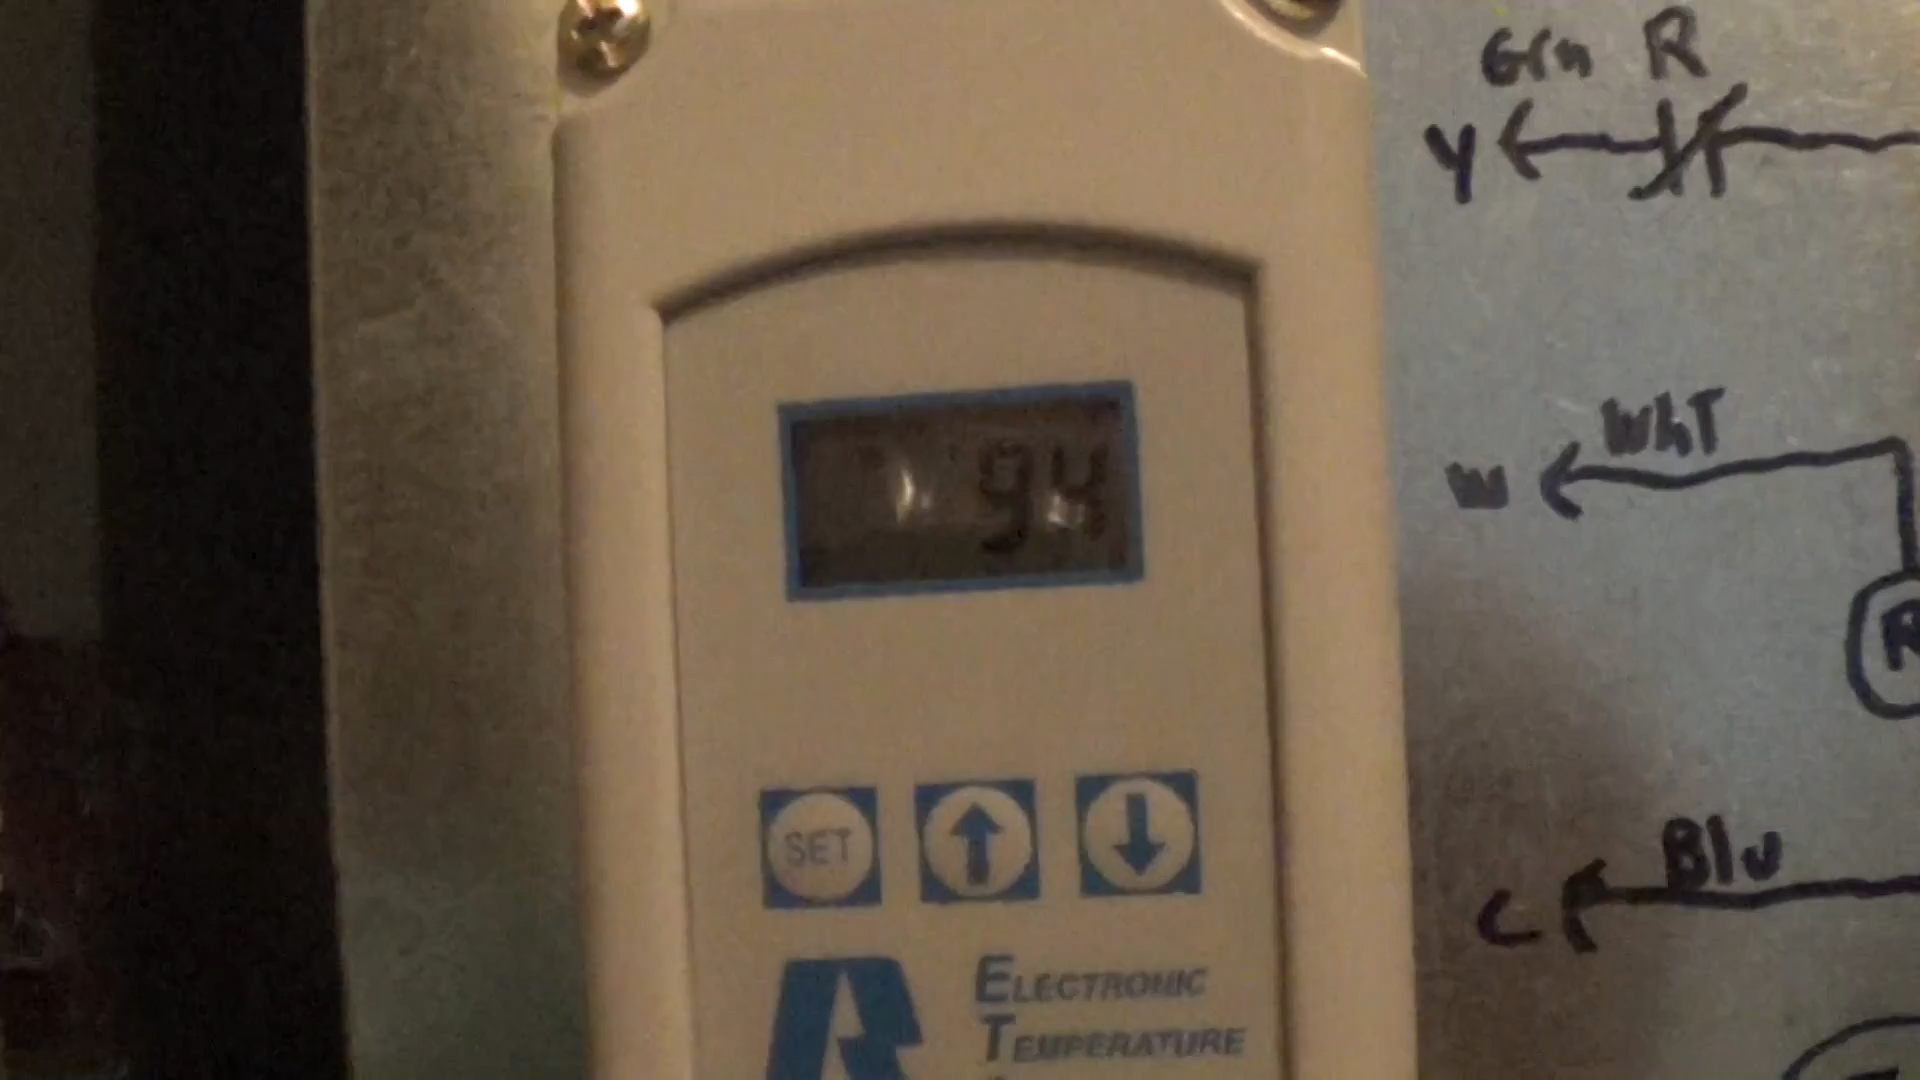 Grn R
Y
94
WhT
W
R
SET
Blu
C
ELECTRONIC
TEMPERATURE